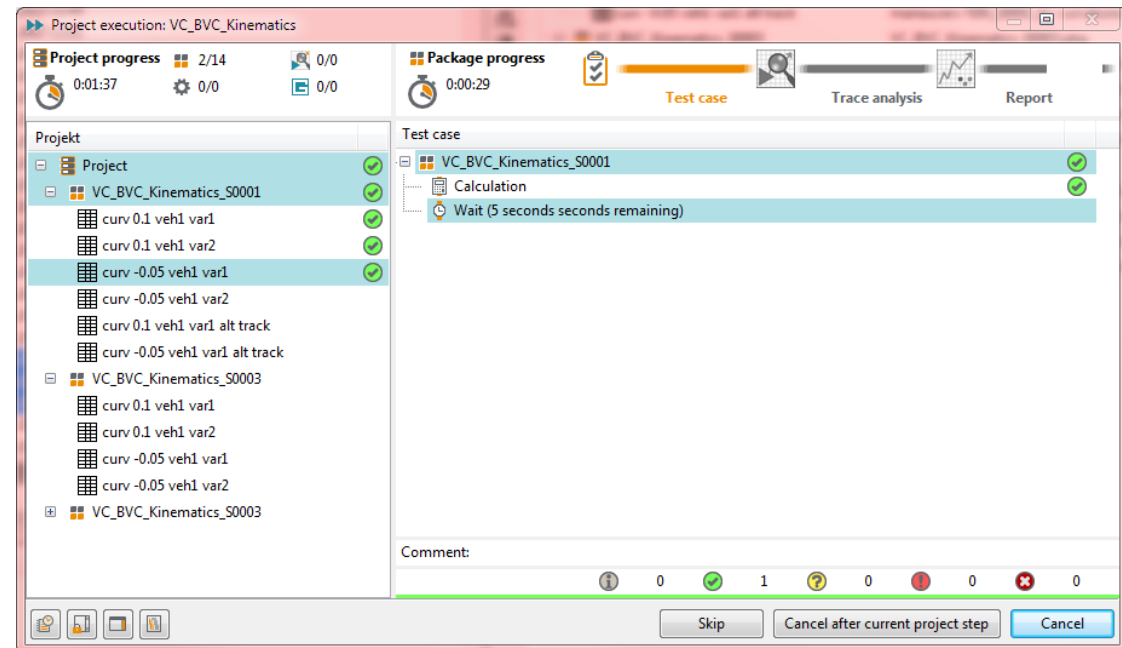 Project execution: VC_BVC_Kinematics
Project progress 2/14 0/0
0:01:37 0/0 0/0
Package progress
0:00:29
Test case Trace analysis Report
Projekt
Project
VC_BVC_Kinematics_S0001
curv 0.1 veh1 var1
curv 0.1 veh1 var2
curv -0.05 veh1 var1
curv -0.05 veh1 var2
curv 0.1 veh1 var1 alt track
curv -0.05 veh1 var1 alt track
VC_BVC_Kinematics_S0003
curv 0.1 veh1 var1
curv 0.1 veh1 var2
curv -0.05 veh1 var1
curv -0.05 veh1 var2
VC_BVC_Kinematics_S0003
Test case
VC_BVC_Kinematics_S0001
Calculation
Wait (5 seconds seconds remaining)
Comment:
0 1 0 0 0
Skip Cancel after current project step Cancel